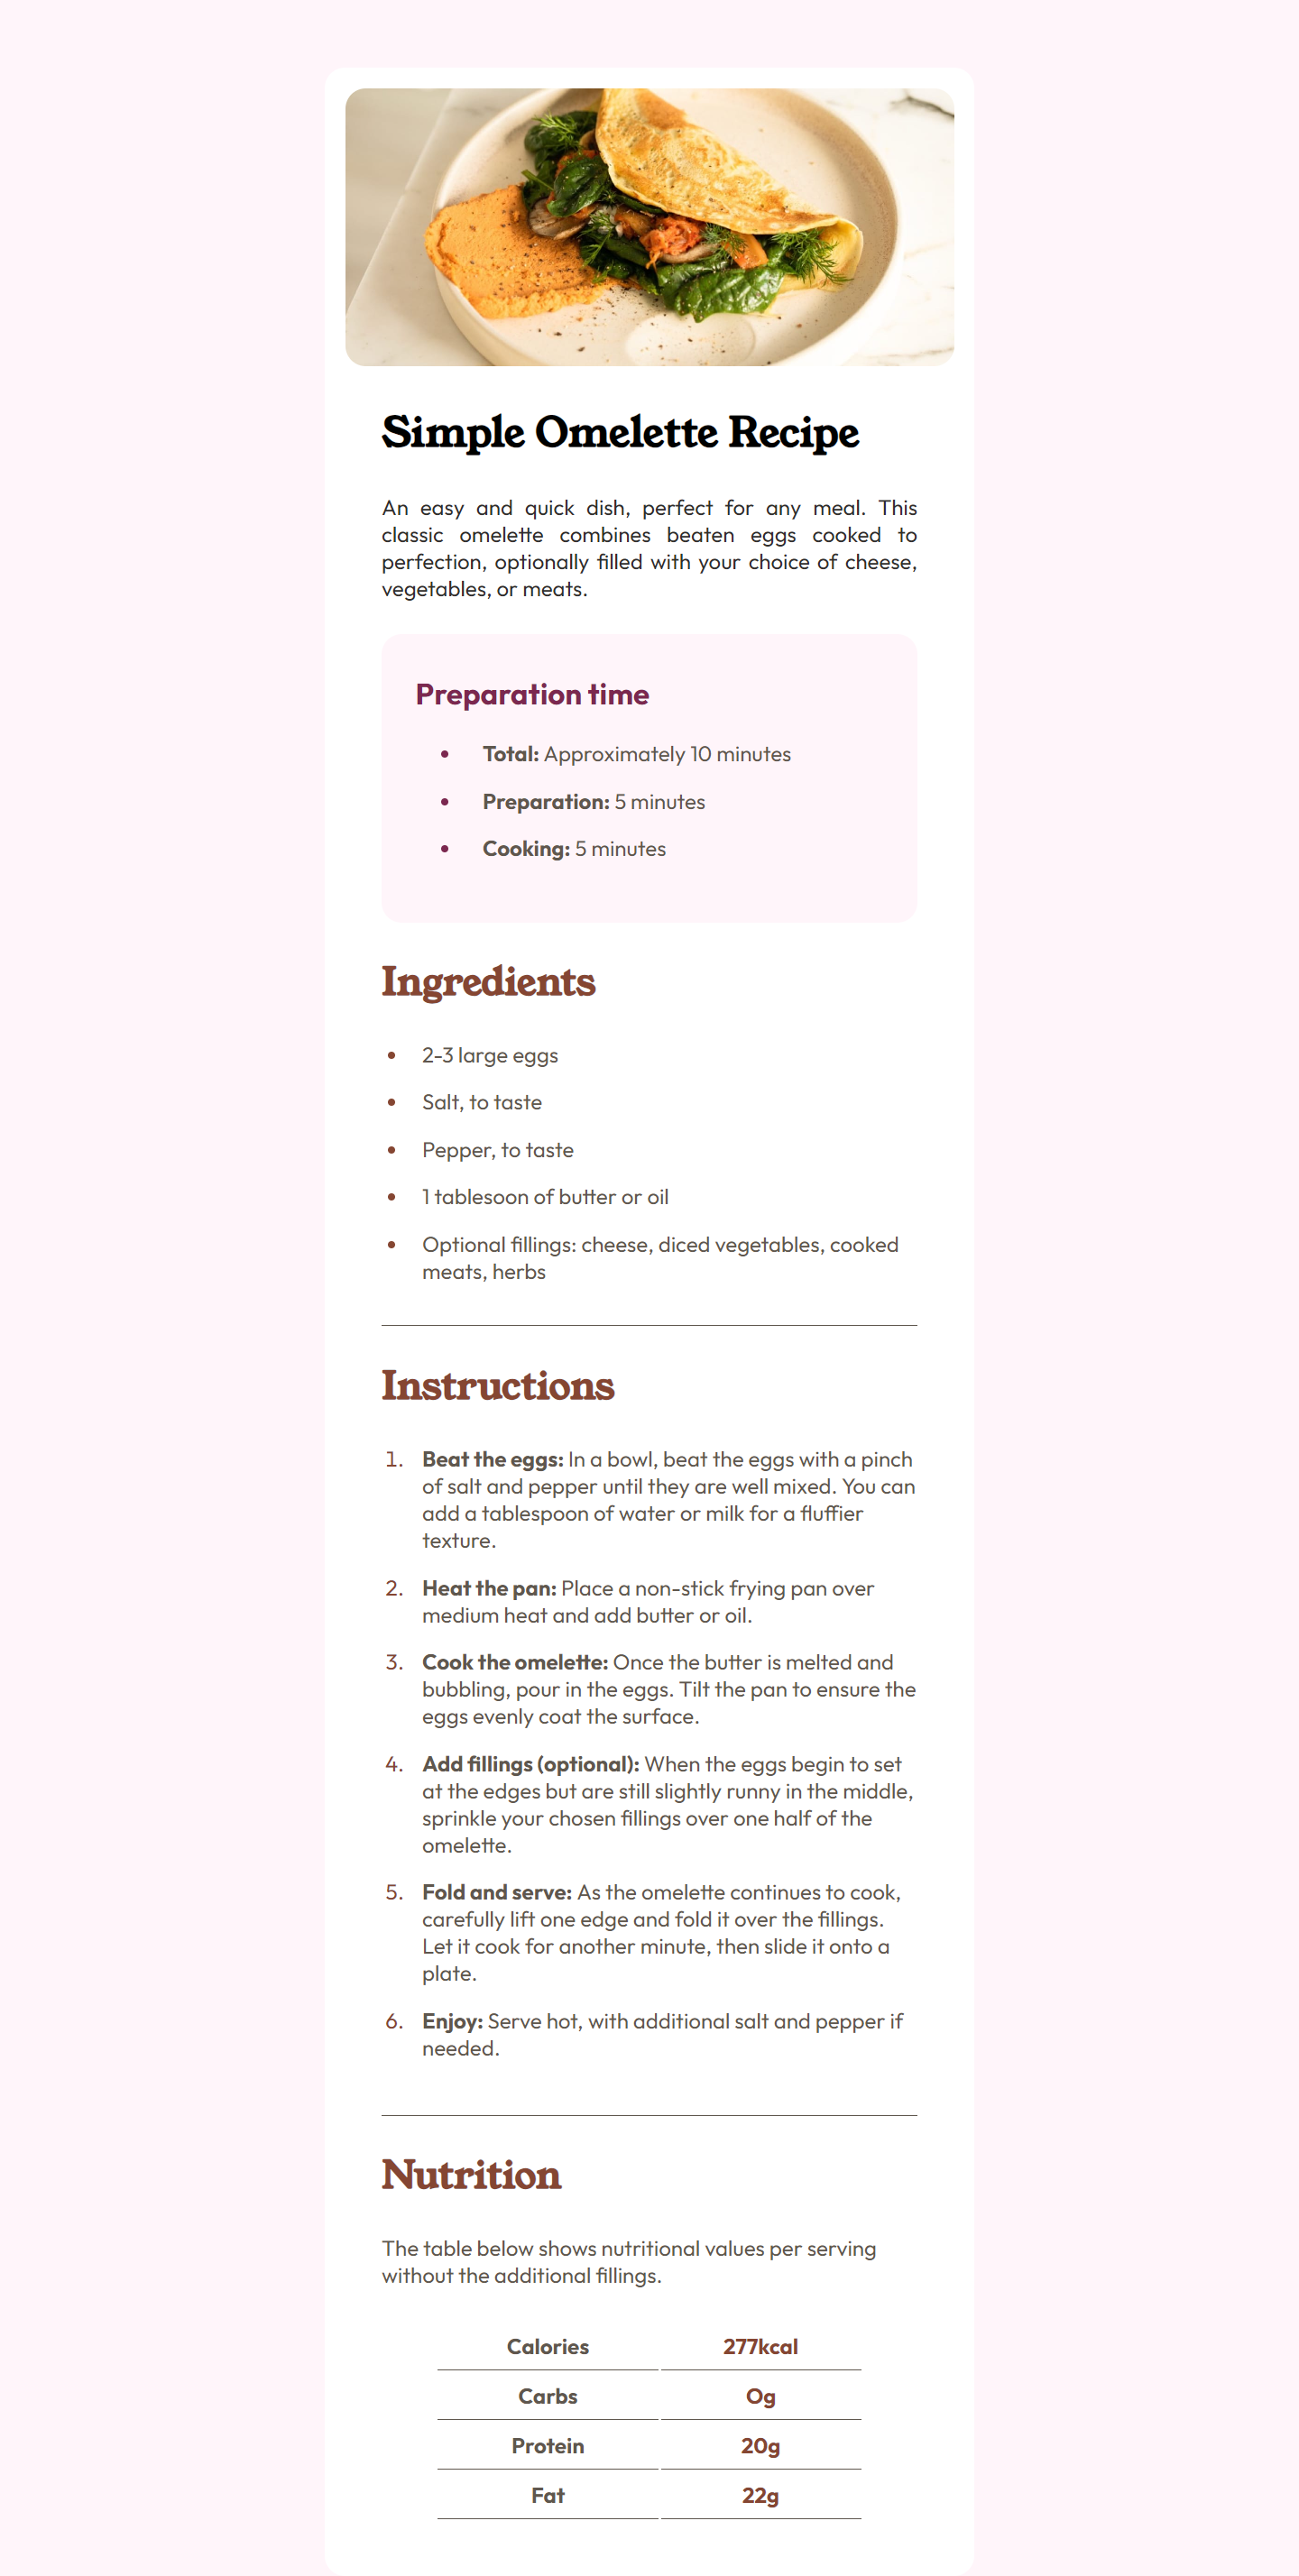 Simple Omelette Recipe
An easy and quick dish, perfect for any meal. This
classic omelette combines beaten eggs cooked to
perfection, optionally filled with your choice of cheese,
vegetables, or meats.
Preparation time
• Total: Approximately 10 minutes
• Preparation: 5 minutes
• Cooking: 5 minutes
Ingredients
• 2-3 large eggs
• Salt, to taste
• Pepper, to taste
• 1 tablesoon of butter or oil
• Optional fillings: cheese, diced vegetables, cooked
meats, herbs
Instructions
1. Beat the eggs: In a bowl, beat the eggs with a pinch
of salt and pepper until they are well mixed. You can
add a tablespoon of water or milk for a fluffier
texture.
2. Heat the pan: Place a non-stick frying pan over
medium heat and add butter or oil.
3. Cook the omelette: Once the butter is melted and
bubbling, pour in the eggs. Tilt the pan to ensure the
eggs evenly coat the surface.
4. Add fillings (optional): When the eggs begin to set
at the edges but are still slightly runny in the middle,
sprinkle your chosen fillings over one half of the
omelette.
5. Fold and serve: As the omelette continues to cook,
carefully lift one edge and fold it over the fillings.
Let it cook for another minute, then slide it onto a
plate.
6. Enjoy: Serve hot, with additional salt and pepper if
needed.
Nutrition
The table below shows nutritional values per serving
without the additional fillings.
Calories 277kcal
Carbs Og
Protein 20g
Fat 22g